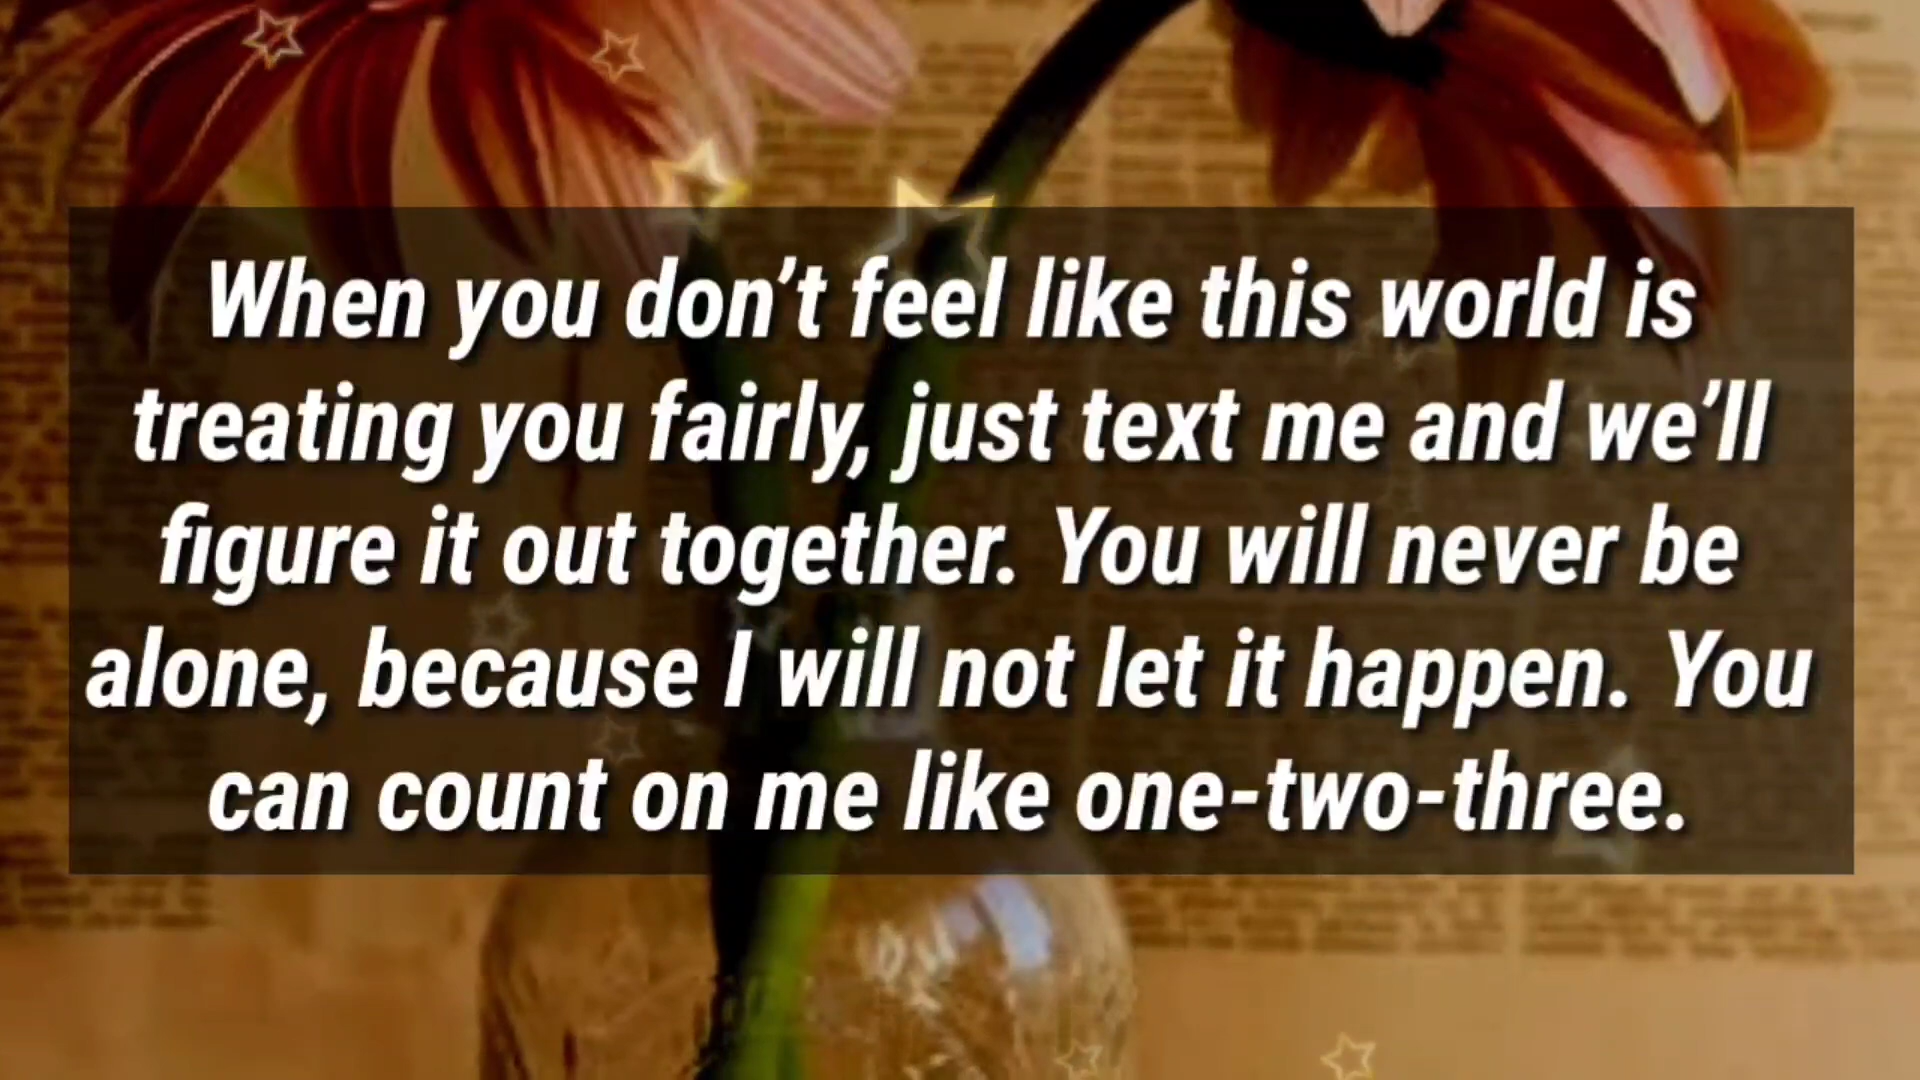 When you don’t feel like this world is
treating you fairly, just text me and we’ll
figure it out together. You will never be
alone, because I will not let it happen. You
can count on me like one-two-three.